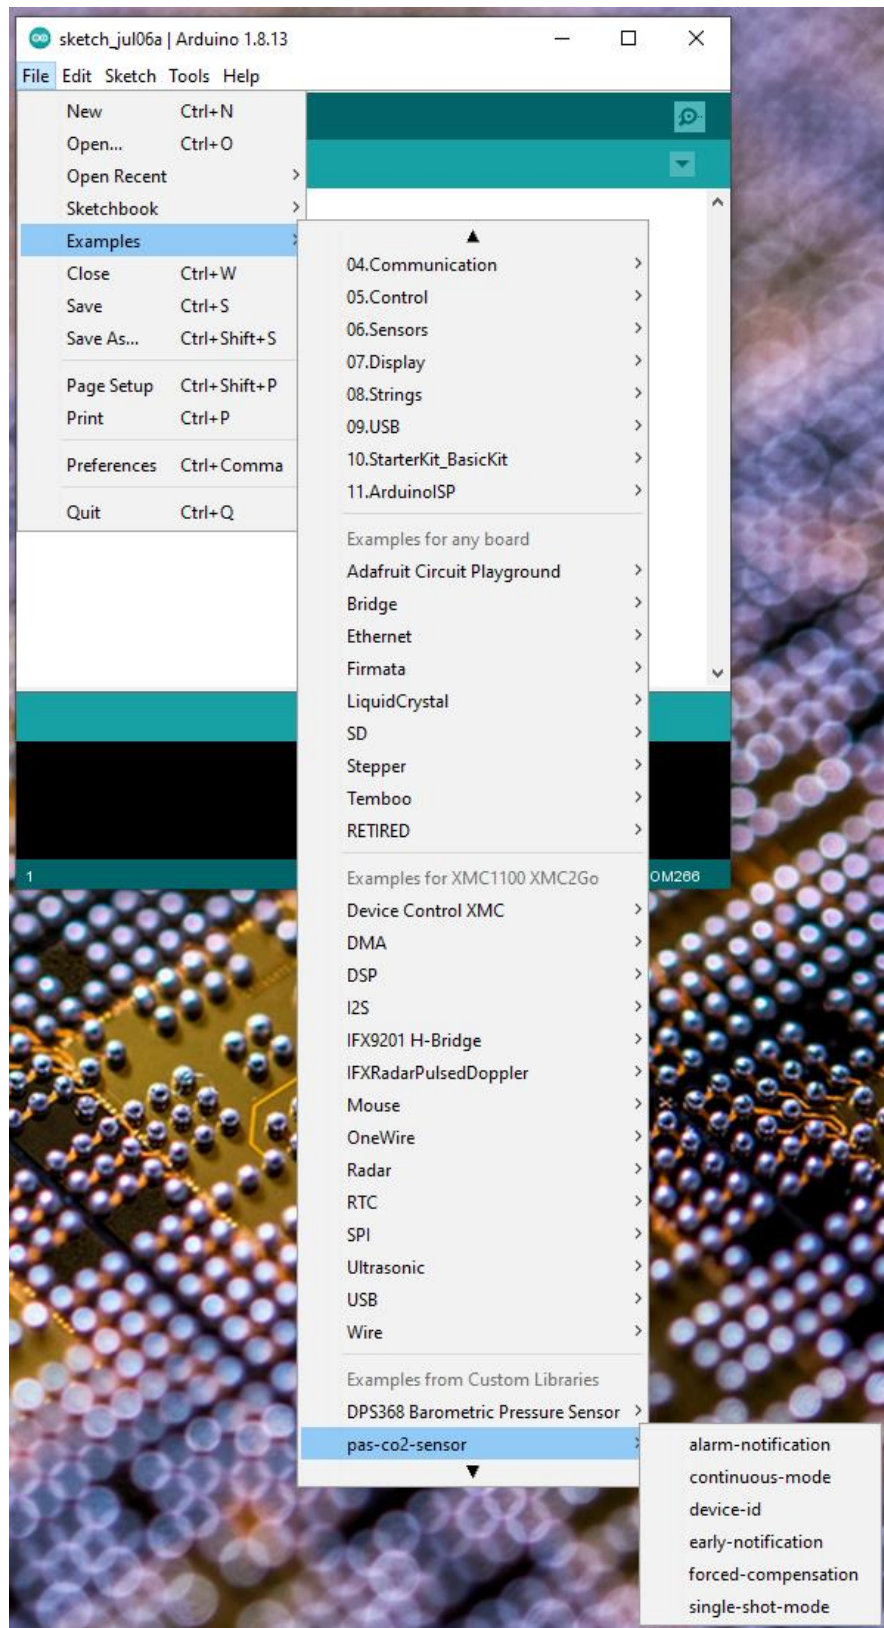 sketch_jul06a | Arduino 1.8.13
File Edit Sketch Tools Help
New Ctrl+N
Open... Ctrl+O
Open Recent
Sketchbook
Examples
Close Ctrl+W
Save Ctrl+S
Save As... Ctrl+Shift+S
Page Setup Ctrl+Shift+P
Print Ctrl+P
Preferences Ctrl+Comma
Quit Ctrl+Q
04.Communication
05.Control
06.Sensors
07.Display
08.Strings
09.USB
10.StarterKit_BasicKit
11.ArduinoISP
Examples for any board
Adafruit Circuit Playground
Bridge
Ethernet
Firmata
LiquidCrystal
SD
Stepper
Temboo
RETIRED
1
OM266
Examples for XMC1100 XMC2Go
Device Control XMC
DMA
DSP
I2S
IFX9201 H-Bridge
IFXRadarPulsedDoppler
Mouse
OneWire
Radar
RTC
SPI
Ultrasonic
USB
Wire
Examples from Custom Libraries
DPS368 Barometric Pressure Sensor
pas-co2-sensor
alarm-notification
continuous-mode
device-id
early-notification
forced-compensation
single-shot-mode